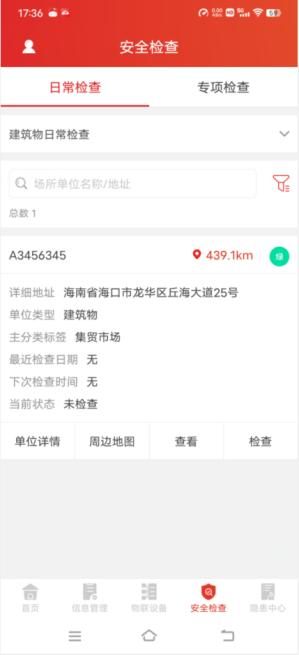 17:36
0.00 KB/s HD 5G
安全检查
日常检查 专项检查
建筑物日常检查
场所单位名称/地址
总数 1
A3456345 439.1km 绿
详细地址 海南省海口市龙华区丘海大道25号
单位类型 建筑物
主分类标签 集贸市场
最近检查日期 无
下次检查时间 无
当前状态 未检查
单位详情 周边地图 查看 检查
首页 信息管理 物联设备 安全检查 隐患中心